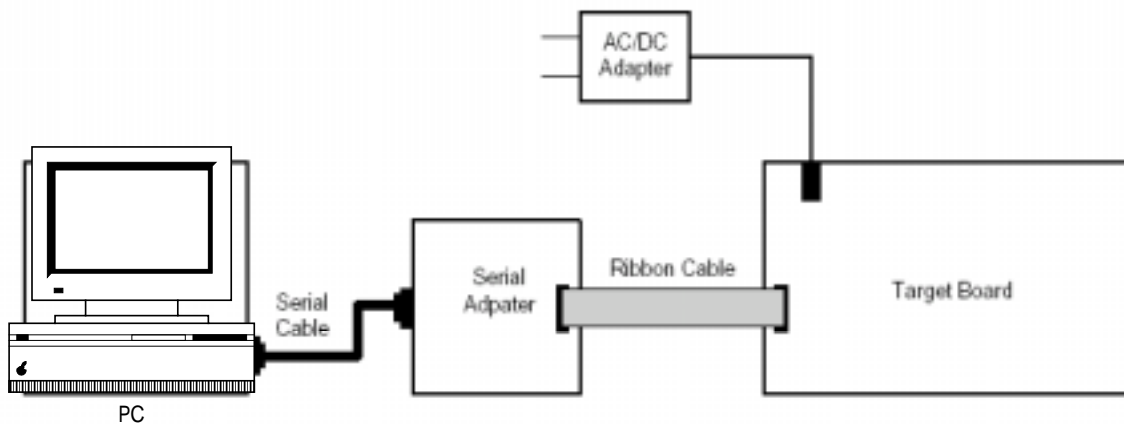 AC/DC
Adapter
Serial
Cable
Serial
Adpater
Ribbon Cable
Target Board
PC